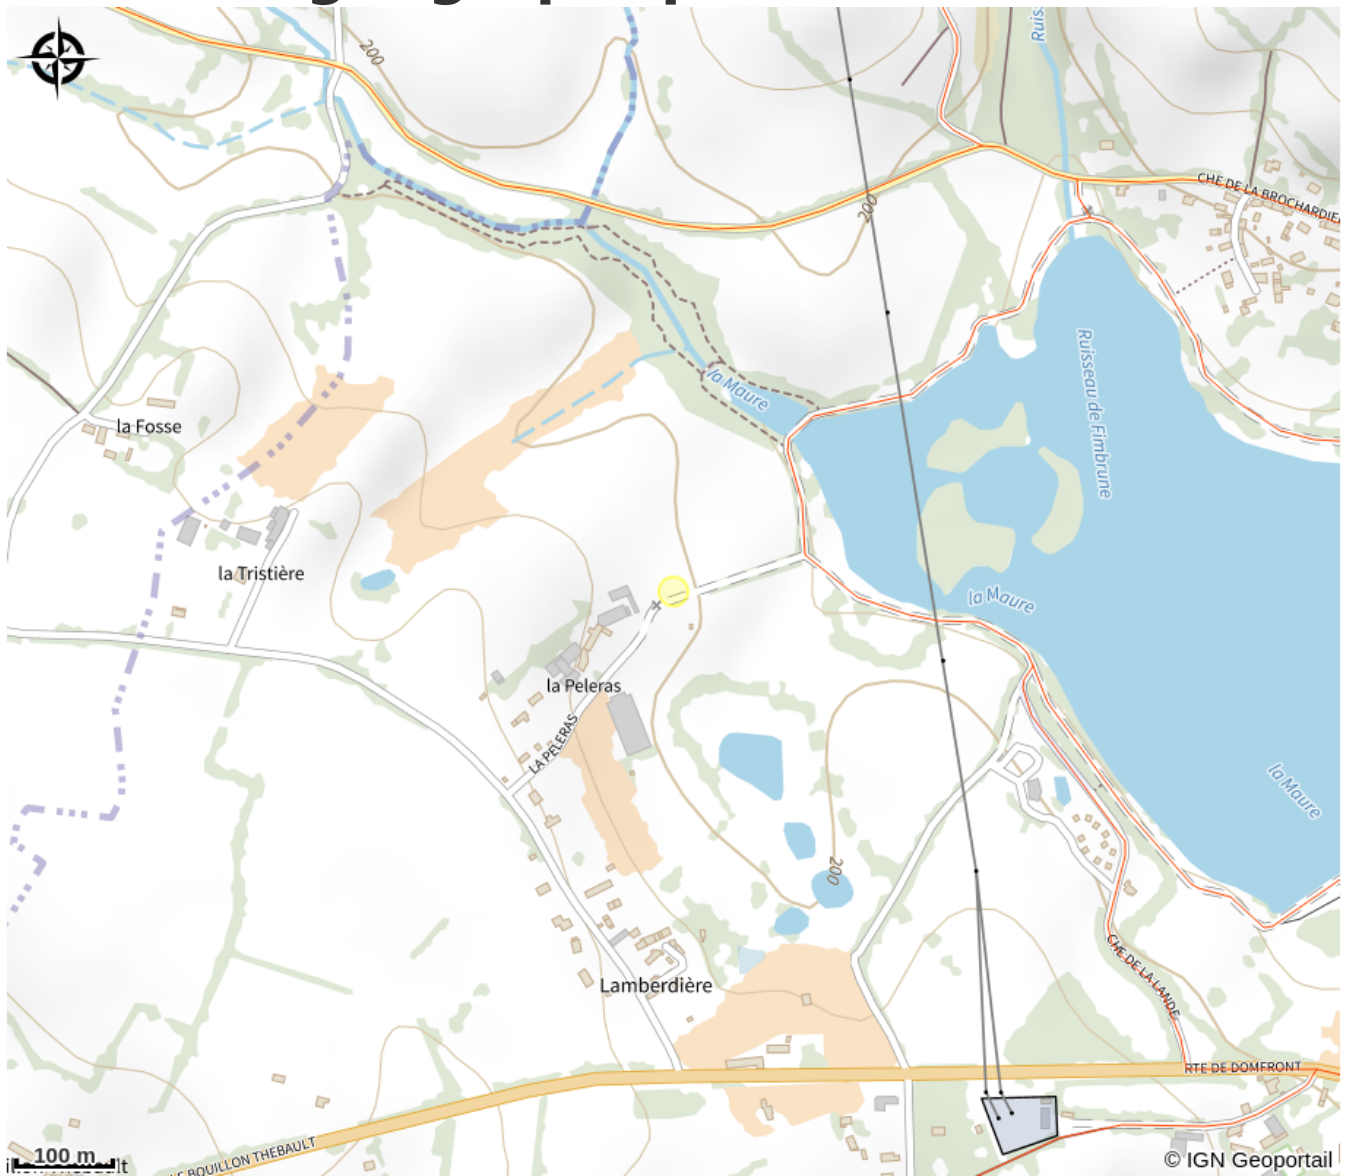 200
Ruis
200
CHE DE LA BROCHARDIE
la Maure
Ruisseau de Fimbrune
la Fosse
la Tristière
la Maure
la Peleras
LA PELERAS
la Maure
200
Lamberdière
CHE DE LA LANDE
RTE DE DOMFRONT
LE BOUILLON THEBAULT
100 m
© IGN Geoportail